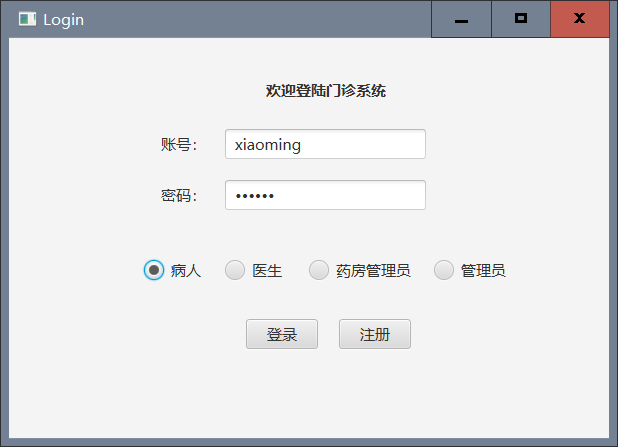 Login
欢迎登陆门诊系统
账号： xiaoming
密码： ••••••
病人 医生 药房管理员 管理员
登录 注册